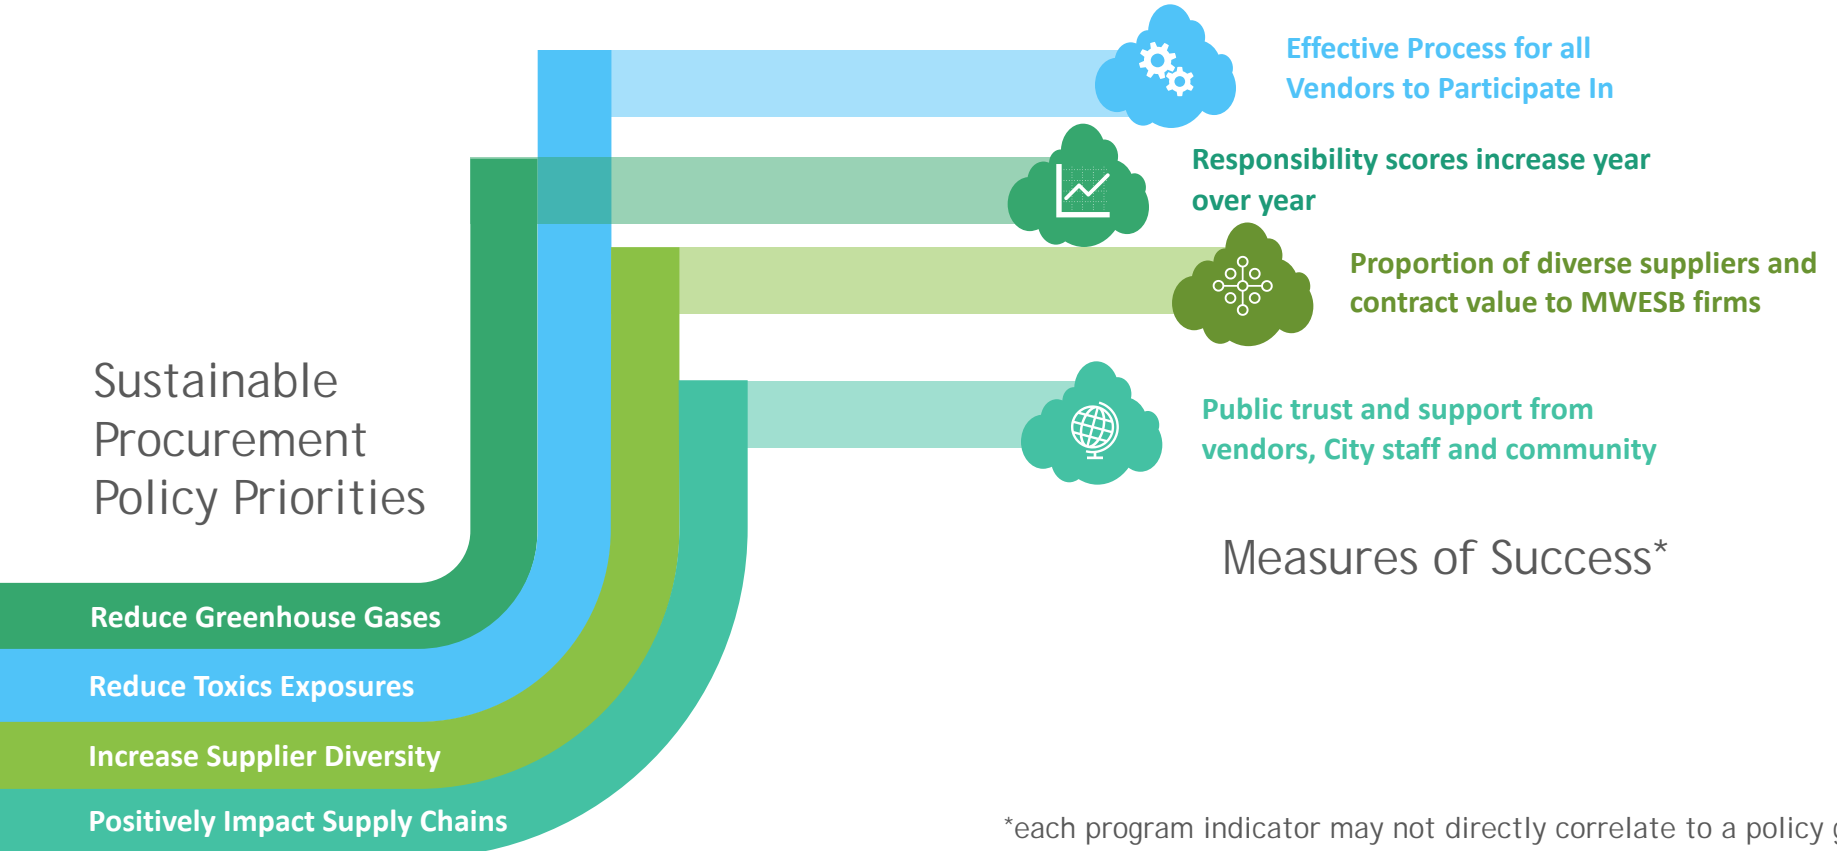 Effective Process for all
Vendors to Participate In
Responsibility scores increase year
over year
Proportion of diverse suppliers and
contract value to MWESB firms
Sustainable
Procurement
Policy Priorities
Public trust and support from
vendors, City staff and community
Measures of Success*
Reduce Greenhouse Gases
Reduce Toxics Exposures
Increase Supplier Diversity
Positively Impact Supply Chains
*each program indicator may not directly correlate to a policy